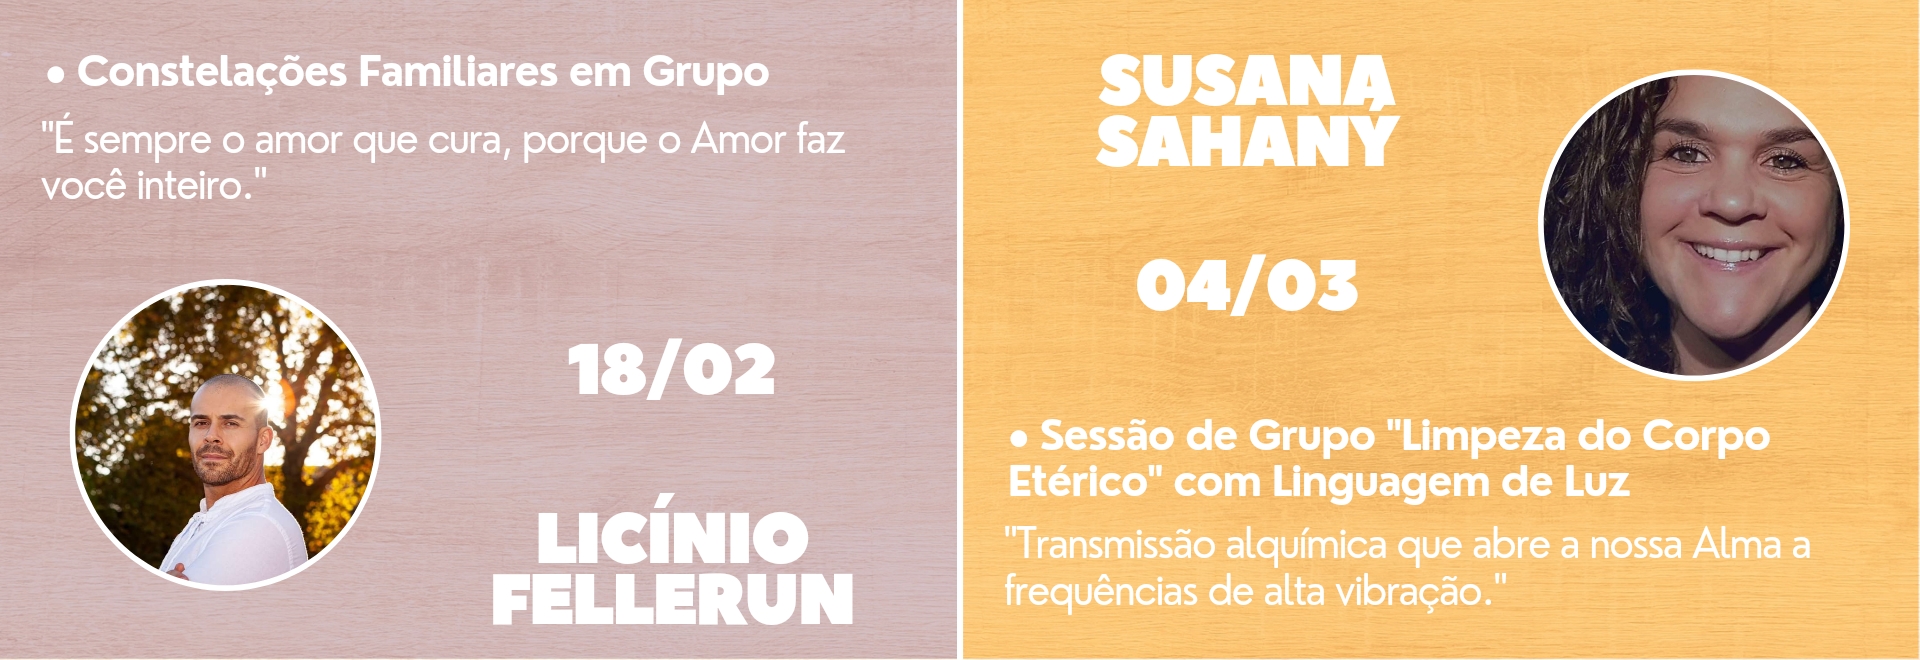 ● Constelações Familiares em Grupo
"É sempre o amor que cura, porque o Amor faz
você inteiro."
18/02
LICÍNIO
FELLERUN
SUSANA
SAHANÝ
04/03
● Sessão de Grupo "Limpeza do Corpo
Etérico" com Linguagem de Luz
"Transmissão alquímica que abre a nossa Alma a
frequências de alta vibração."